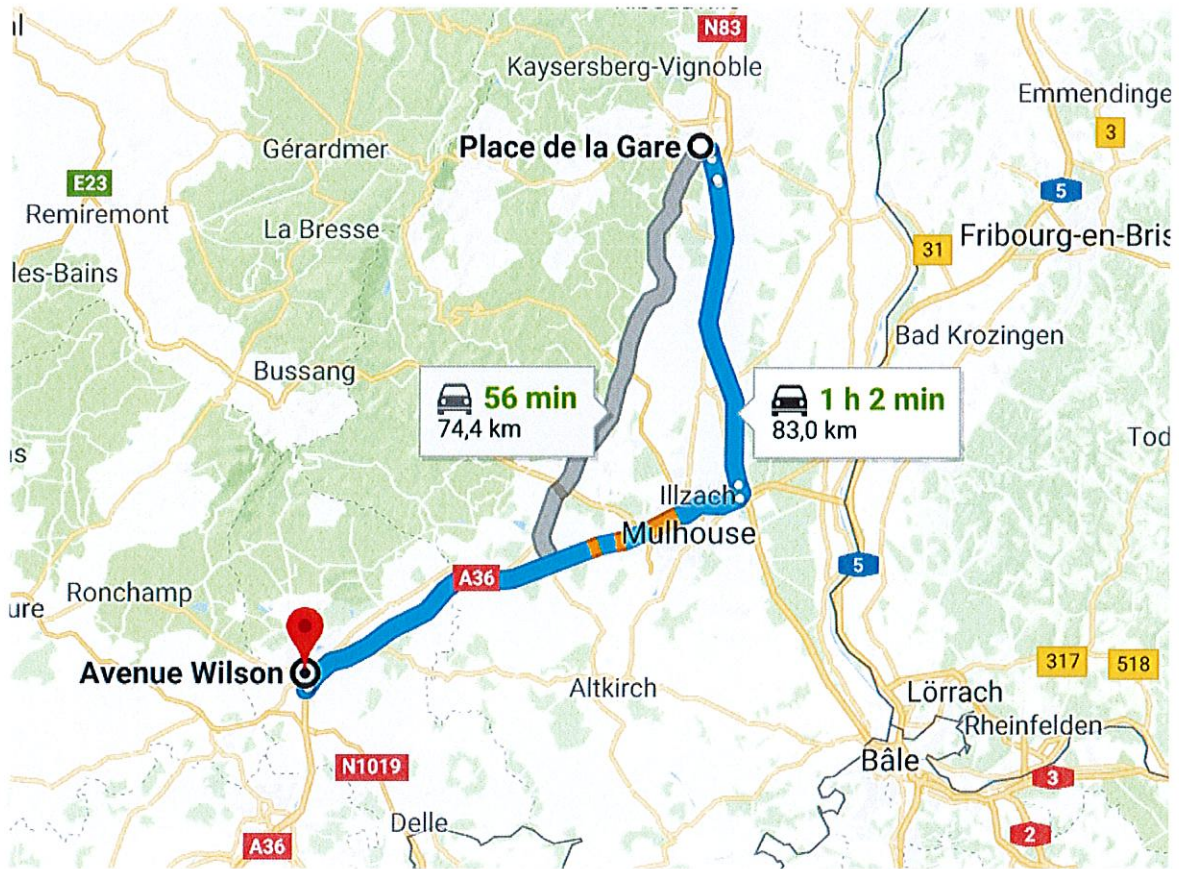 N83
Kaysersberg-Vignoble
Emmendinge
3
Place de la Gare
Gérardmer
E23
5
Remiremont
La Bresse
31
Fribourg-en-Bris
les-Bains
Bad Krozingen
Bussang
56 min
74,4 km
1 h 2 min
83,0 km
Tod
Illzach
Mulhouse
5
A36
Ronchamp
ure
Avenue Wilson
317
518
Altkirch
Lörrach
Rheinfelden
Bâle
N1019
3
Delle
A36
2